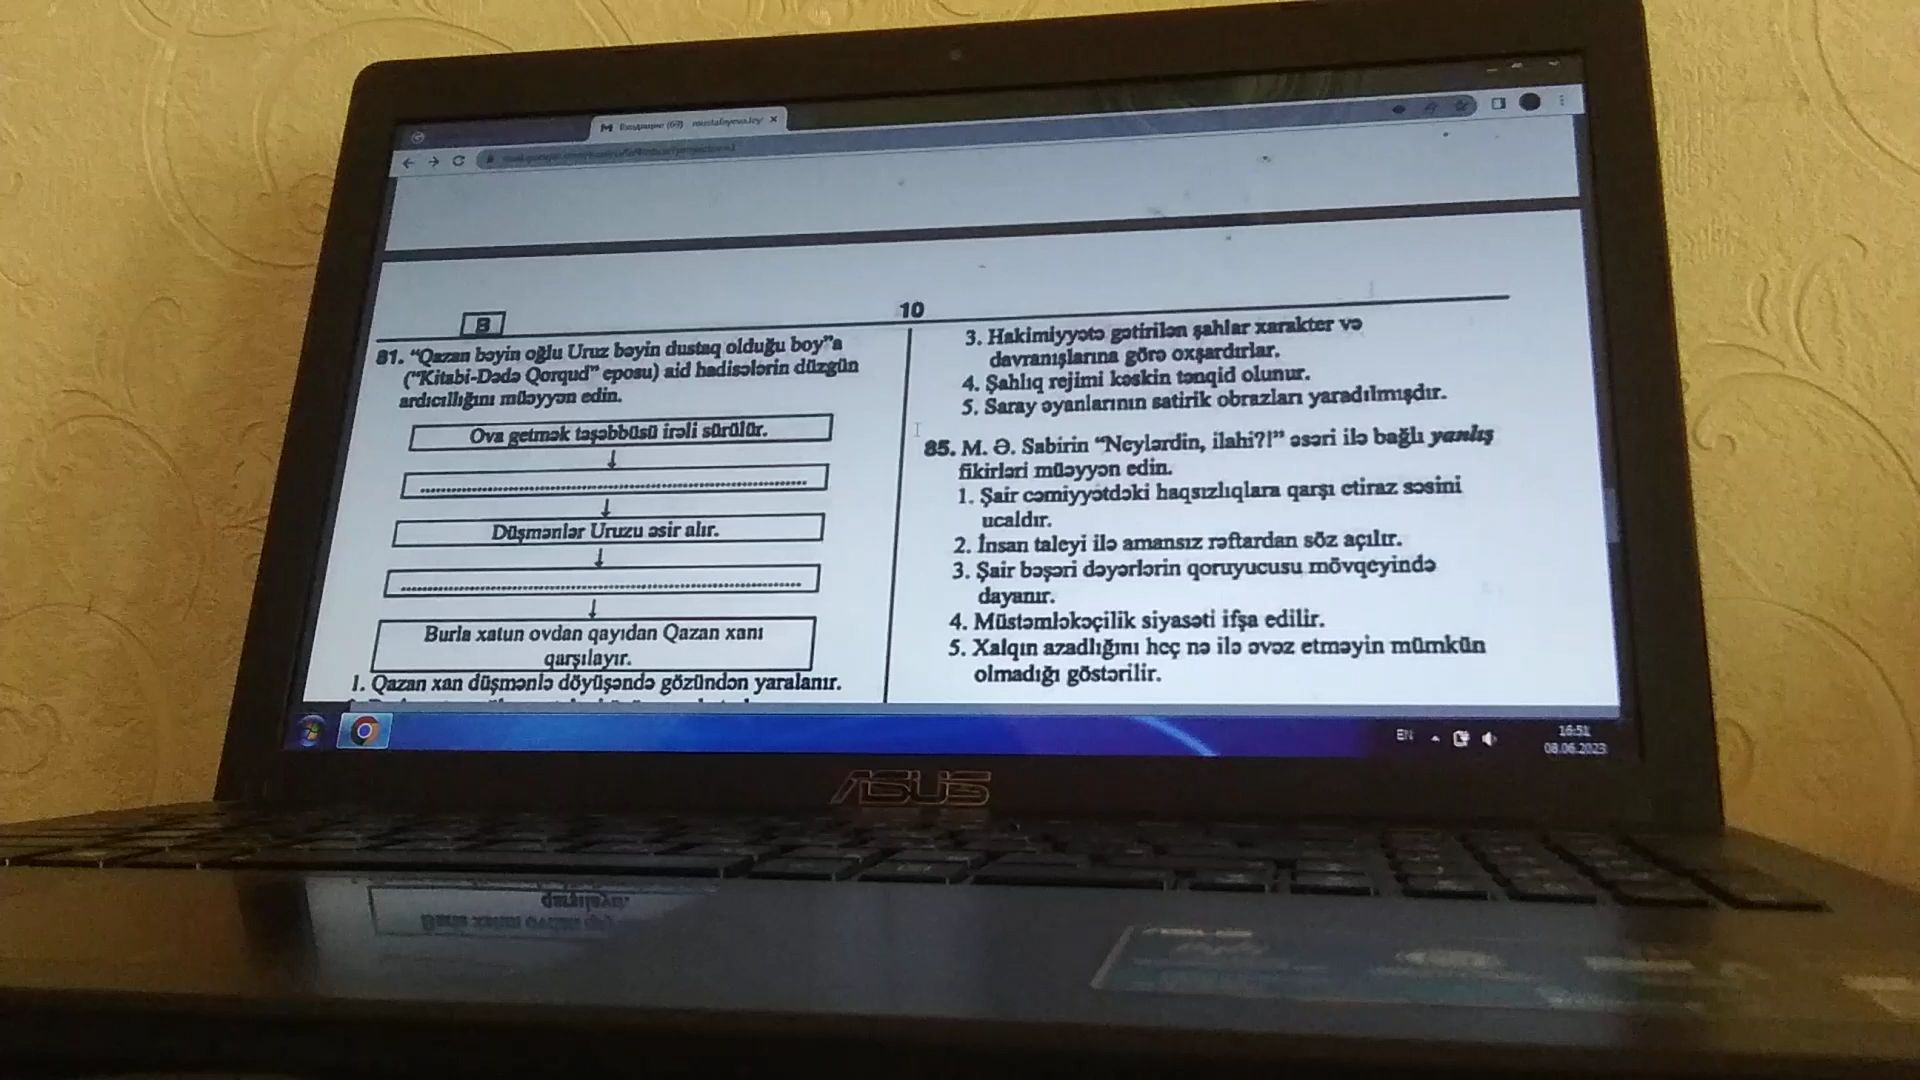 Входящие (69)
10
B
81. “Qazan bəyin oğlu Uruz bəyin dustaq olduğu boy”a
(“Kitabi-Dədə Qorqud” eposu) aid hadisələrin düzgün
ardıcıllığını müəyyən edin.
Ova getmək təşəbbüsü irəli sürülür.
Düşmənlər Uruzu əsir alır.
Burla xatun ovdan qayıdan Qazan xanı
qarşılayır.
1. Qazan xan düşmənlə döyüşəndə gözündən yaralanır.
3. Hakimiyyətə gətirilən şahlar xarakter və
davranışlarına görə oxşardırlar.
4. Şahlıq rejimi kəskin tənqid olunur.
5. Saray əyanlarının satirik obrazları yaradılmışdır.
85. M. Ə. Sabirin “Neylərdin, ilahi?!” əsəri ilə bağlı yanlış
fikirləri müəyyən edin.
1. Şair cəmiyyətdəki haqsızlıqlara qarşı etiraz səsini
ucaldır.
2. İnsan taleyi ilə amansız rəftardan söz açılır.
3. Şair bəşəri dəyərlərin qoruyucusu mövqeyində
dayanır.
4. Müstəmləkəçilik siyasəti ifşa edilir.
5. Xalqın azadlığını heç nə ilə əvəz etməyin mümkün
olmadığı göstərilir.
EN
16:51
08.06.2023
ASUS